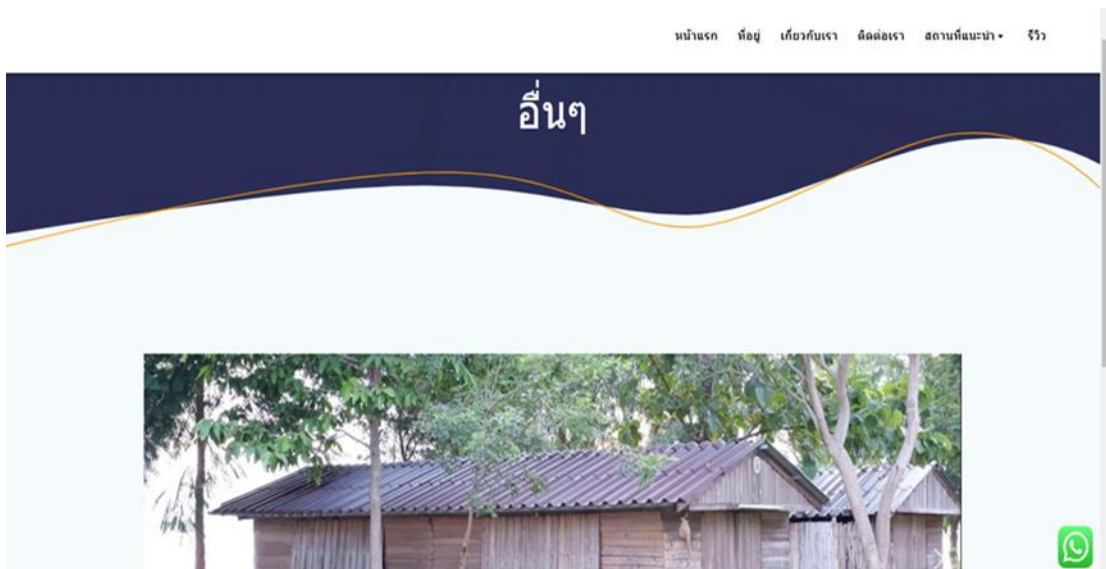 หน้าแรก ที่อยู่ เกี่ยวกับเรา ติดต่อเรา สถานที่แนะนำ รีวิว
อื่นๆ